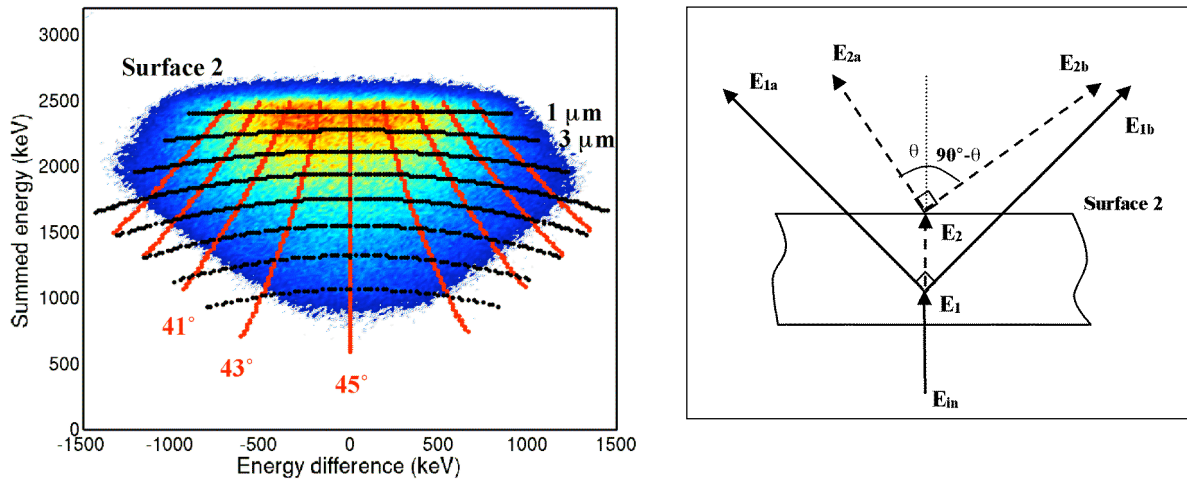 3000
2500
2000
1500
1000
500
0
-1500 -1000 -500 0 500 1000 1500
Summed energy (keV)
Energy difference (keV)
Surface 2
1 μm
3 μm
41°
43°
45°
E1a
E2a
E2b
E1b
θ
90°-θ
Surface 2
E2
E1
Ein